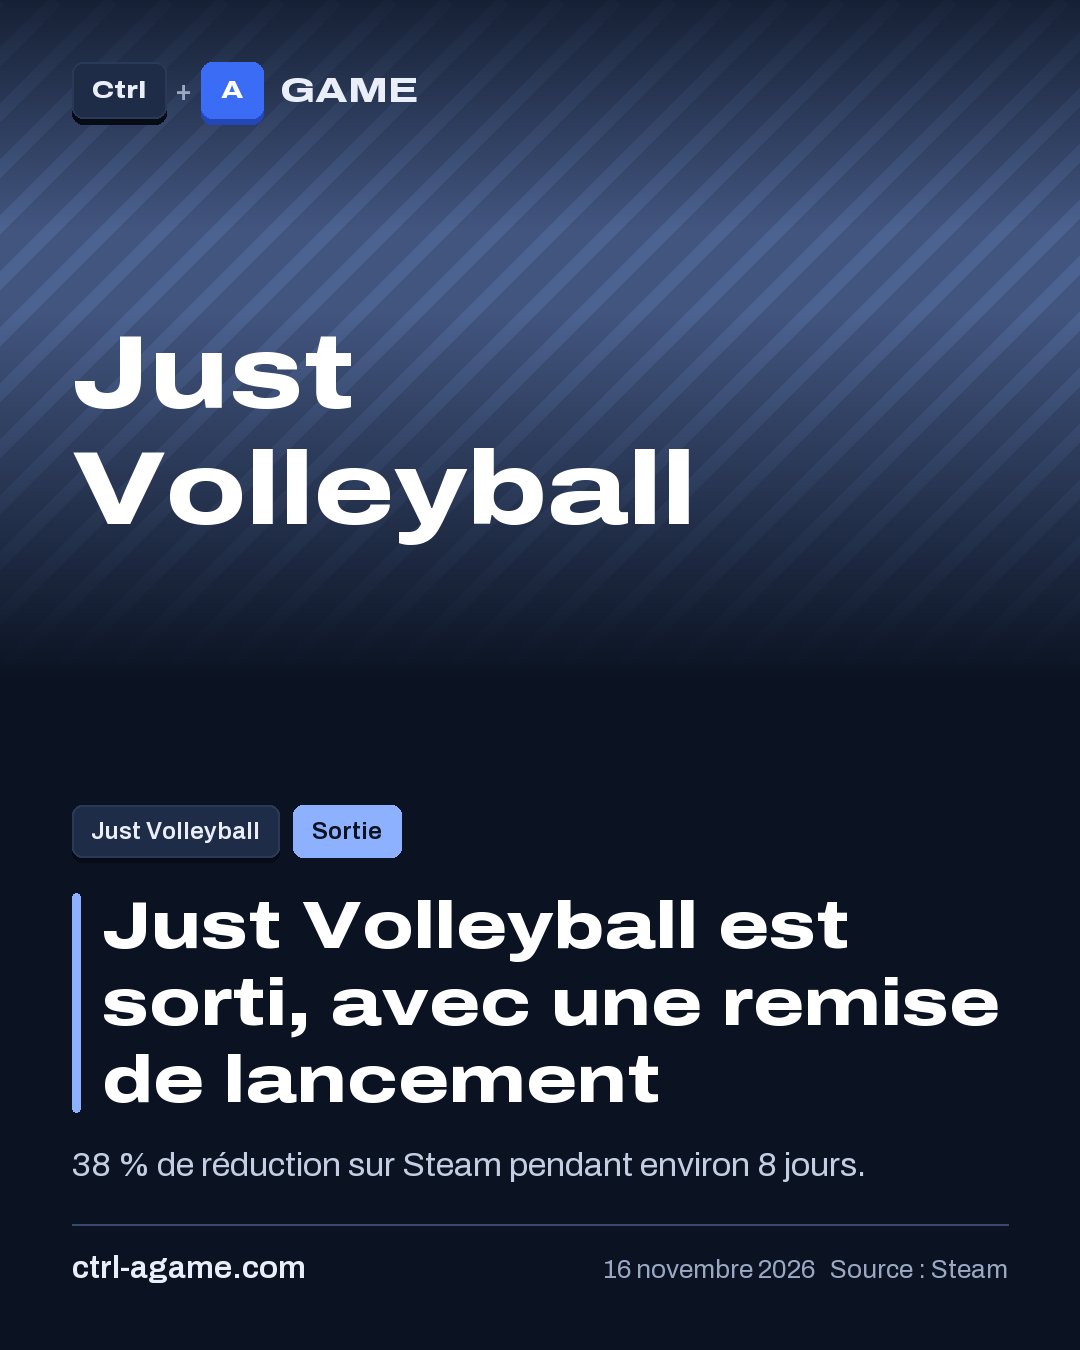 Ctrl + A GAME
Just
Volleyball
Just Volleyball Sortie
Just Volleyball est
sorti, avec une remise
de lancement
38 % de réduction sur Steam pendant environ 8 jours.
ctrl-agame.com 16 novembre 2026 Source : Steam